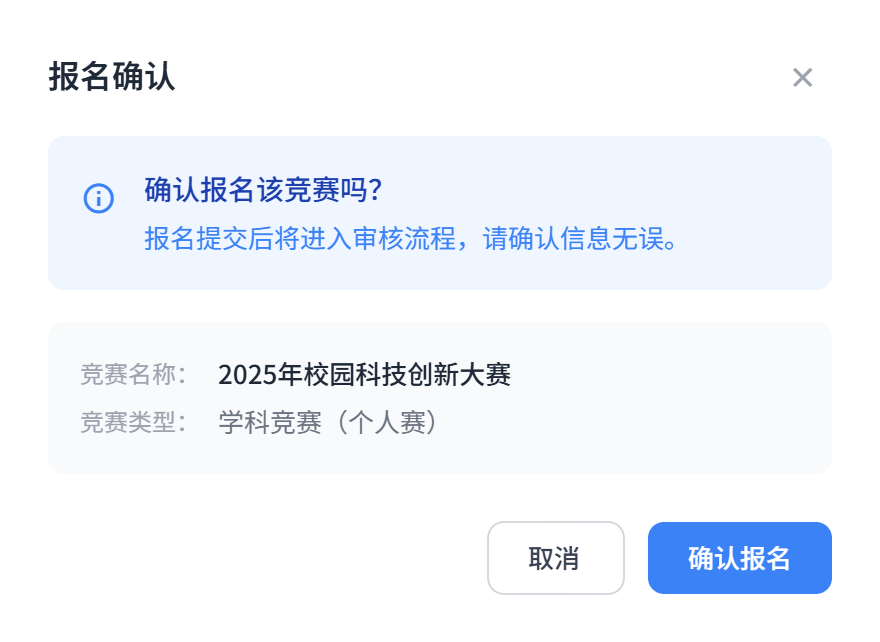 报名确认
确认报名该竞赛吗？
报名提交后将进入审核流程，请确认信息无误。
竞赛名称： 2025年校园科技创新大赛
竞赛类型： 学科竞赛（个人赛）
取消 确认报名